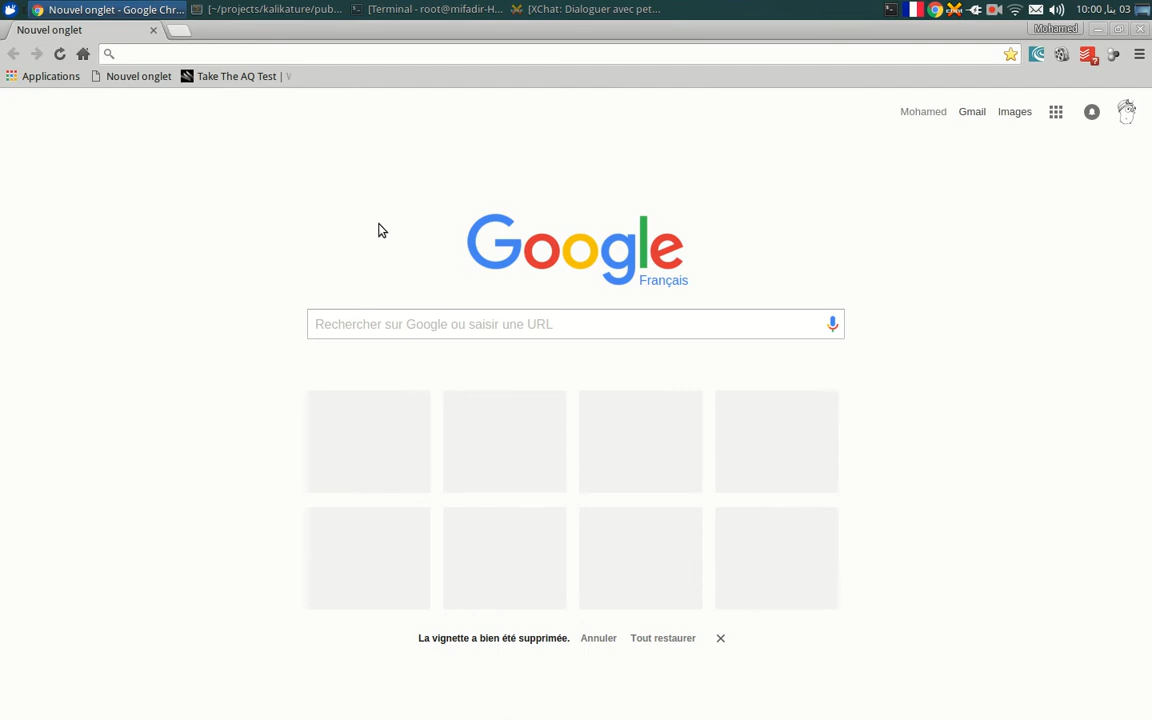 Nouvel onglet - Google Chr...
[~/projects/kalikature/pub...
[Terminal - root@mifadir-H...
[XChat: Dialoguer avec pet...
03 ينا, 10:00
Nouvel onglet
Mohamed
Applications
Nouvel onglet
Take The AQ Test |
Mohamed
Gmail
Images
Google
Français
Rechercher sur Google ou saisir une URL
La vignette a bien été supprimée.
Annuler
Tout restaurer